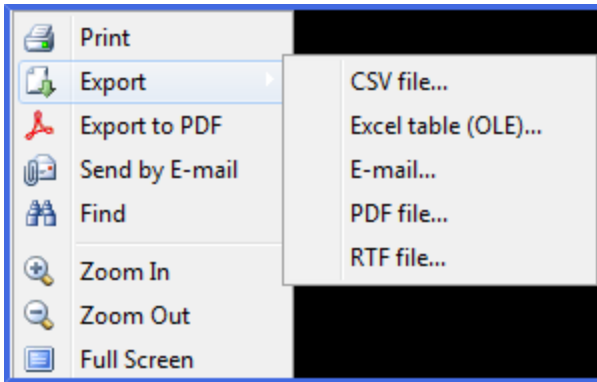 Print
Export
Export to PDF
Send by E-mail
Find
Zoom In
Zoom Out
Full Screen
CSV file...
Excel table (OLE)...
E-mail...
PDF file...
RTF file...